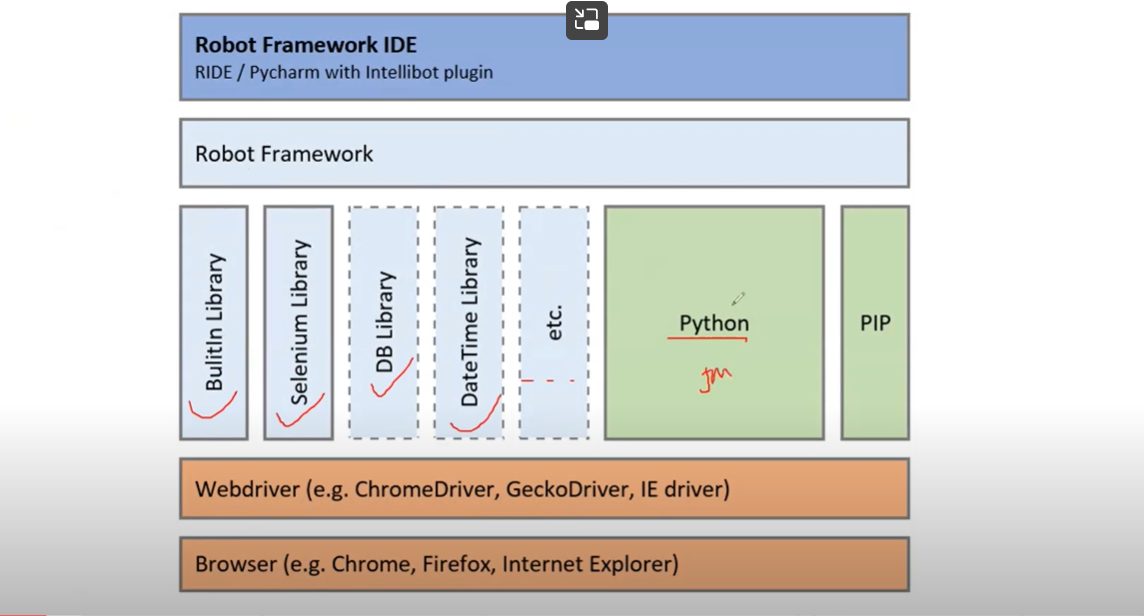 Robot Framework IDE
RIDE / Pycharm with Intellibot plugin
Robot Framework
BulitIn Library
Selenium Library
DB Library
DateTime Library
etc.
Python
PIP
Webdriver (e.g. ChromeDriver, GeckoDriver, IE driver)
Browser (e.g. Chrome, Firefox, Internet Explorer)